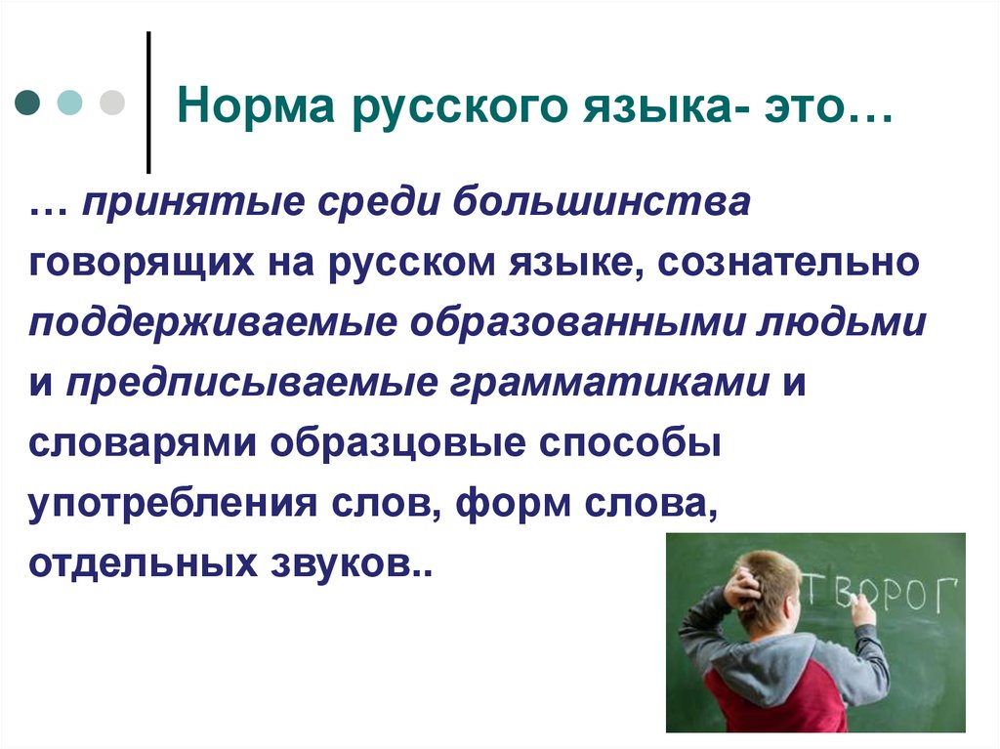 Норма русского языка- это…
… принятые среди большинства
говорящих на русском языке, сознательно
поддерживаемые образованными людьми
и предписываемые грамматиками и
словарями образцовые способы
употребления слов, форм слова,
отдельных звуков..
ТВОРОГ